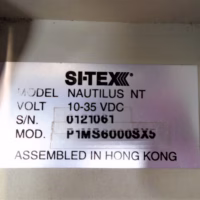 SI-TEX
MODEL NAUTILUS NT
VOLT 10-35 VDC
S/N. 0121061
MOD. P1MS6000SX5
ASSEMBLED IN HONG KONG